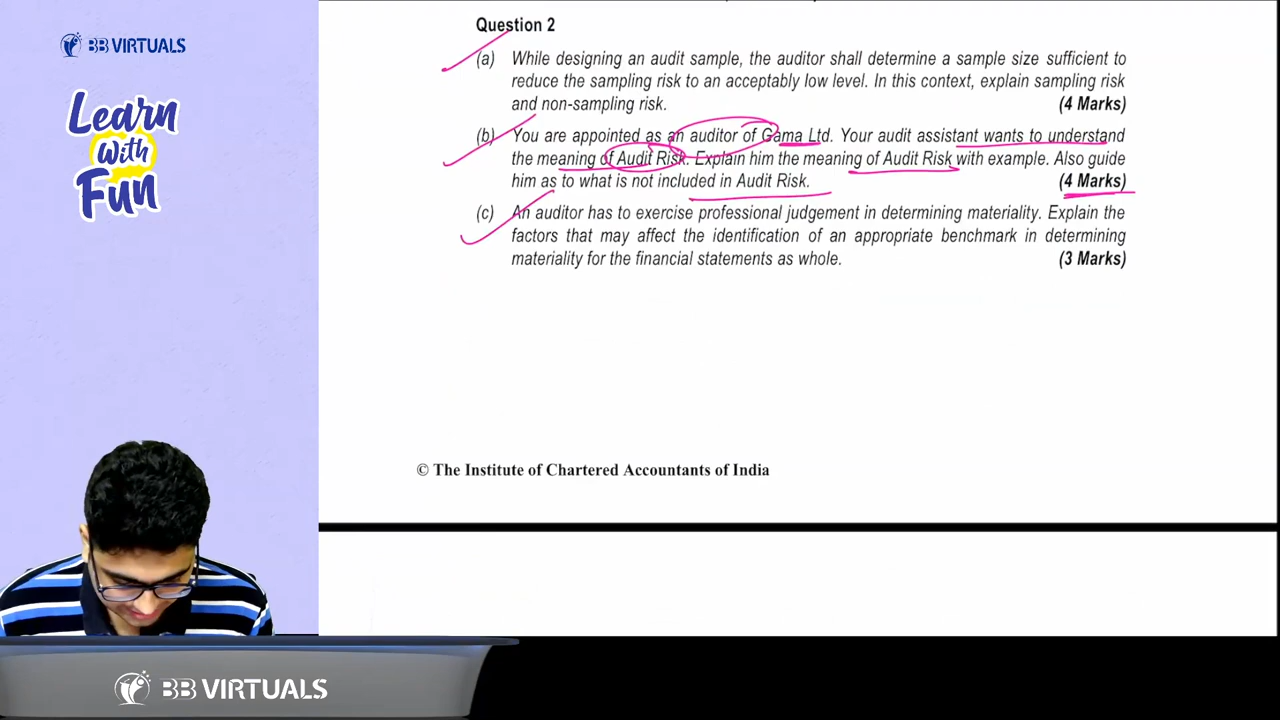 BB VIRTUALS
Learn
With
Fun
Question 2
(a) While designing an audit sample, the auditor shall determine a sample size sufficient to
reduce the sampling risk to an acceptably low level. In this context, explain sampling risk
and non-sampling risk. (4 Marks)
(b) You are appointed as an auditor of Gama Ltd. Your audit assistant wants to understand
the meaning of Audit Risk. Explain him the meaning of Audit Risk with example. Also guide
him as to what is not included in Audit Risk. (4 Marks)
(c) An auditor has to exercise professional judgement in determining materiality. Explain the
factors that may affect the identification of an appropriate benchmark in determining
materiality for the financial statements as whole. (3 Marks)
© The Institute of Chartered Accountants of India
BB VIRTUALS